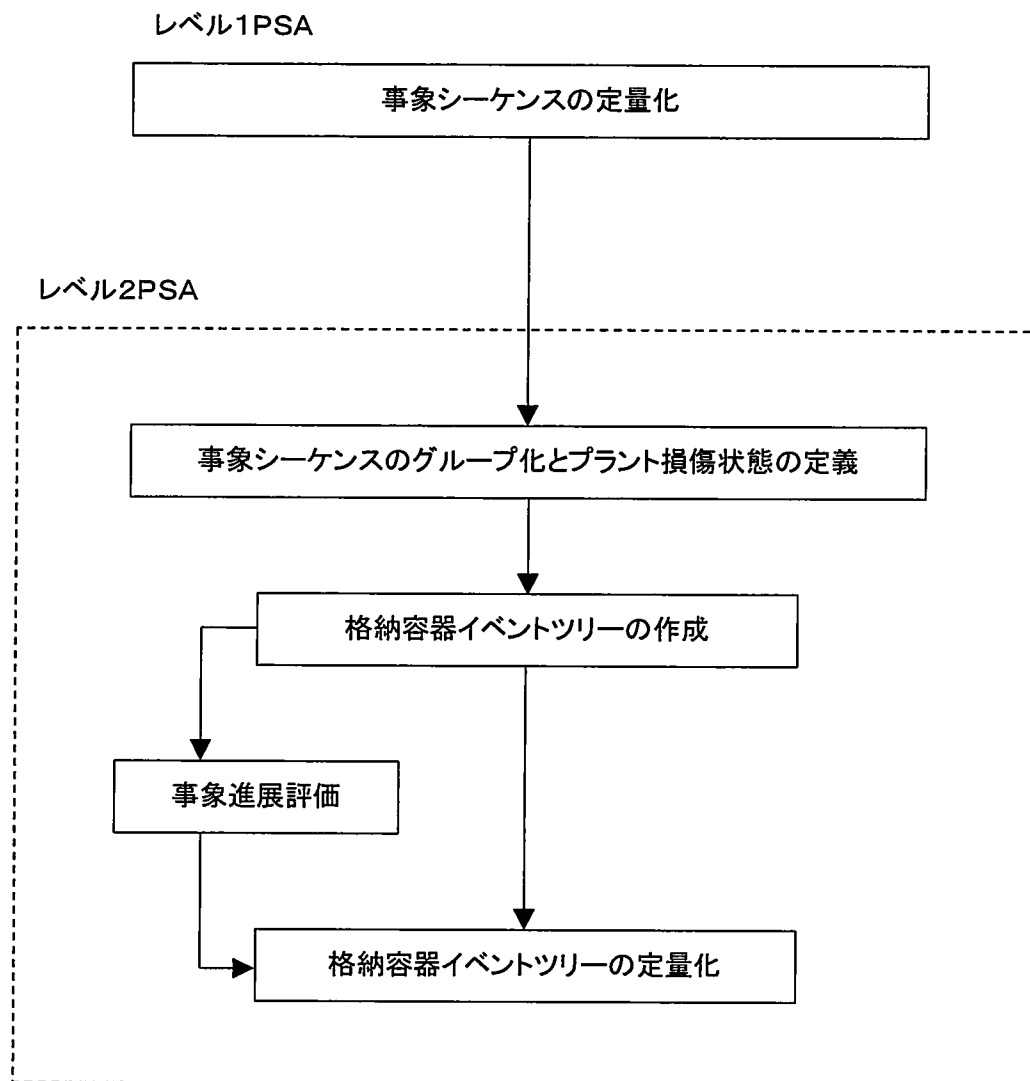 レベル1PSA
事象シーケンスの定量化
レベル2PSA
事象シーケンスのグループ化とプラント損傷状態の定義
格納容器イベントツリーの作成
事象進展評価
格納容器イベントツリーの定量化